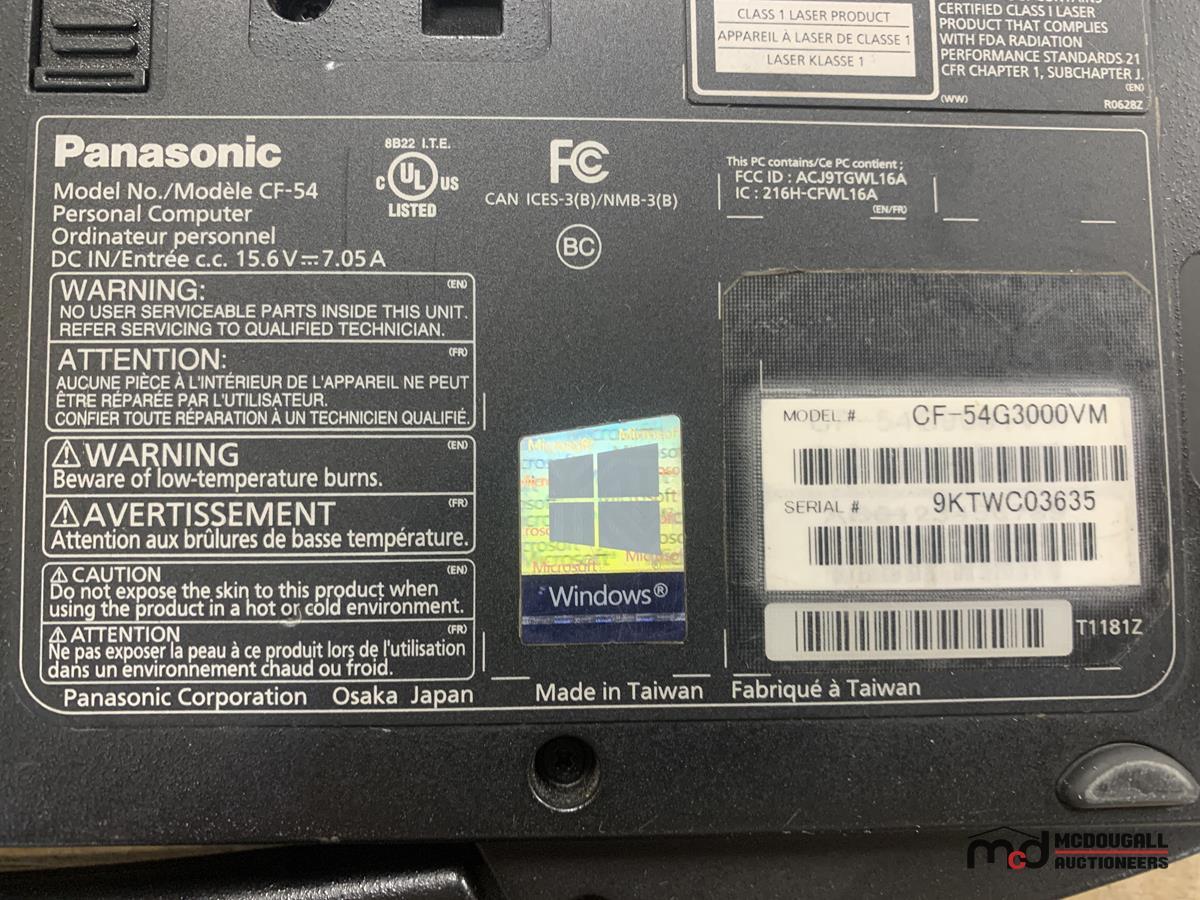 CLASS 1 LASER PRODUCT
APPAREIL À LASER DE CLASSE 1
LASER KLASSE 1
CERTIFIED CLASS I LASER
PRODUCT THAT COMPLIES
WITH FDA RADIATION
PERFORMANCE STANDARDS 21
CFR CHAPTER 1, SUBCHAPTER J.
(EN)
(WW)
R0628Z
Panasonic
Model No./Modèle CF-54
Personal Computer
Ordinateur personnel
DC IN/Entrée c.c. 15.6 V⎓7.05 A
8B22 I.T.E.
C UL US
LISTED
FC
CAN ICES-3(B)/NMB-3(B)
BC
This PC contains/Ce PC contient ;
FCC ID : ACJ9TGWL16A
IC : 216H-CFWL16A
(EN/FR)
WARNING:
(EN)
NO USER SERVICEABLE PARTS INSIDE THIS UNIT.
REFER SERVICING TO QUALIFIED TECHNICIAN.
ATTENTION:
(FR)
AUCUNE PIÈCE À L'INTÉRIEUR DE L'APPAREIL NE PEUT
ÊTRE RÉPARÉE PAR L'UTILISATEUR.
CONFIER TOUTE RÉPARATION À UN TECHNICIEN QUALIFIÉ.
⚠WARNING
(EN)
Beware of low-temperature burns.
⚠AVERTISSEMENT
(FR)
Attention aux brûlures de basse température.
⚠CAUTION
(EN)
Do not expose the skin to this product when
using the product in a hot or cold environment.
⚠ATTENTION
(FR)
Ne pas exposer la peau à ce produit lors de l'utilisation
dans un environnement chaud ou froid.
Microsoft
Windows®
MODEL # CF-54G3000VM
SERIAL # 9KTWC03635
T1181Z
Panasonic Corporation Osaka Japan
Made in Taiwan
Fabriqué à Taiwan
mcd MCDOUGALL
AUCTIONEERS